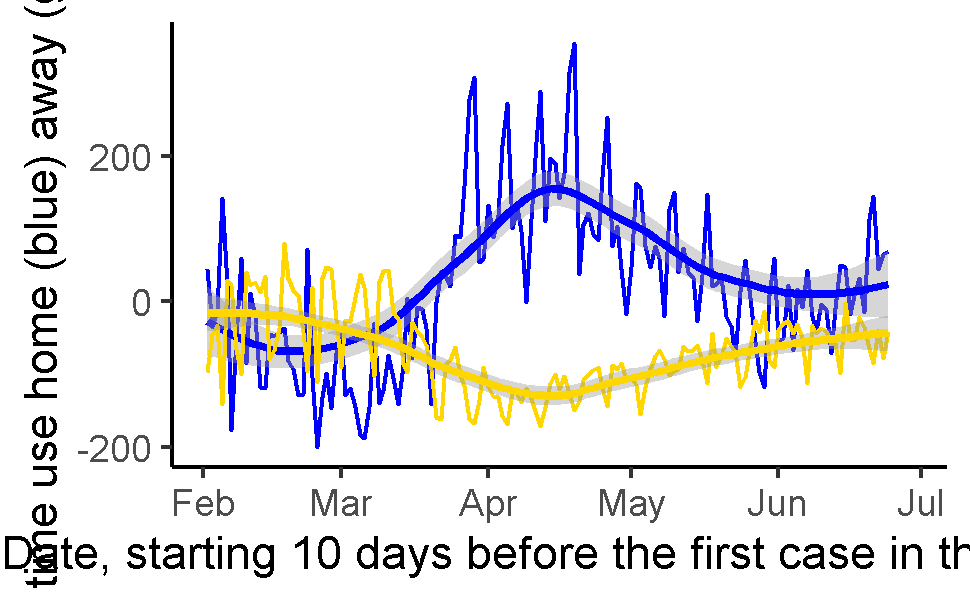 time use home (blue) away (
200
0
-200
Feb Mar Apr May Jun Jul
Date, starting 10 days before the first case in th